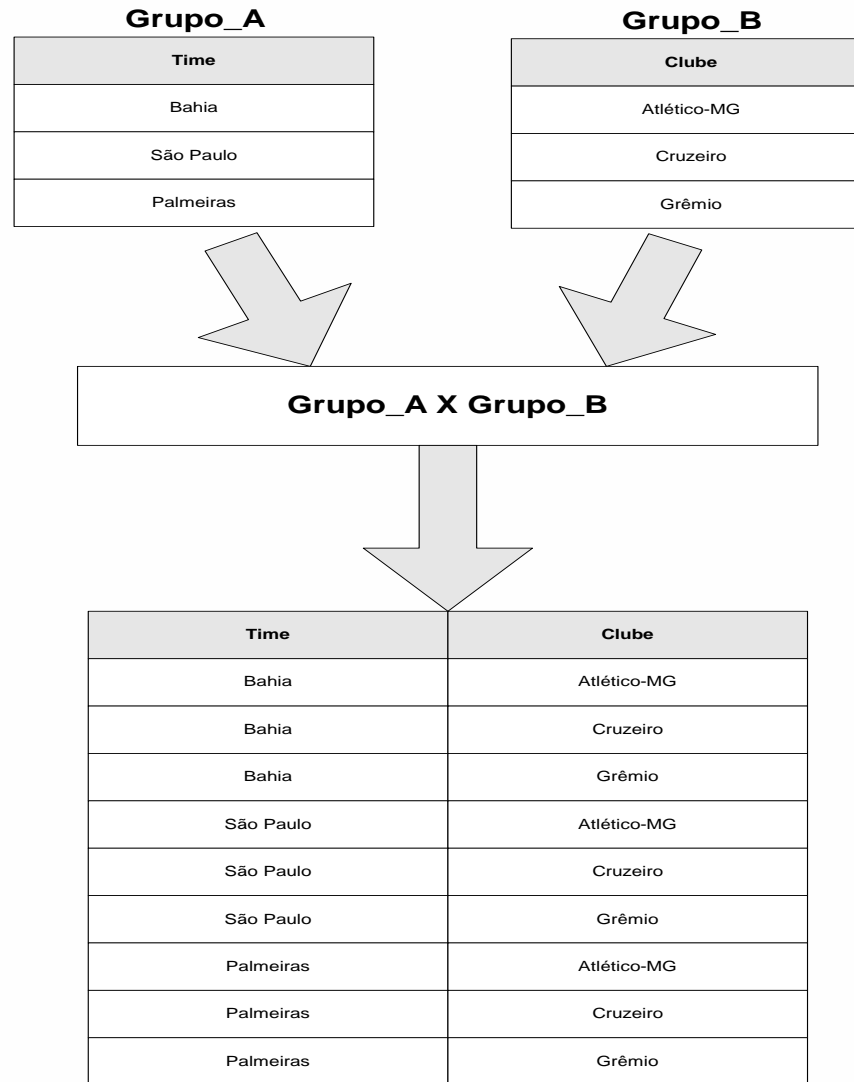 Grupo_A
Time
Bahia
São Paulo
Palmeiras
Grupo_B
Clube
Atlético-MG
Cruzeiro
Grêmio
Grupo_A X Grupo_B
Time Clube
Bahia Atlético-MG
Bahia Cruzeiro
Bahia Grêmio
São Paulo Atlético-MG
São Paulo Cruzeiro
São Paulo Grêmio
Palmeiras Atlético-MG
Palmeiras Cruzeiro
Palmeiras Grêmio